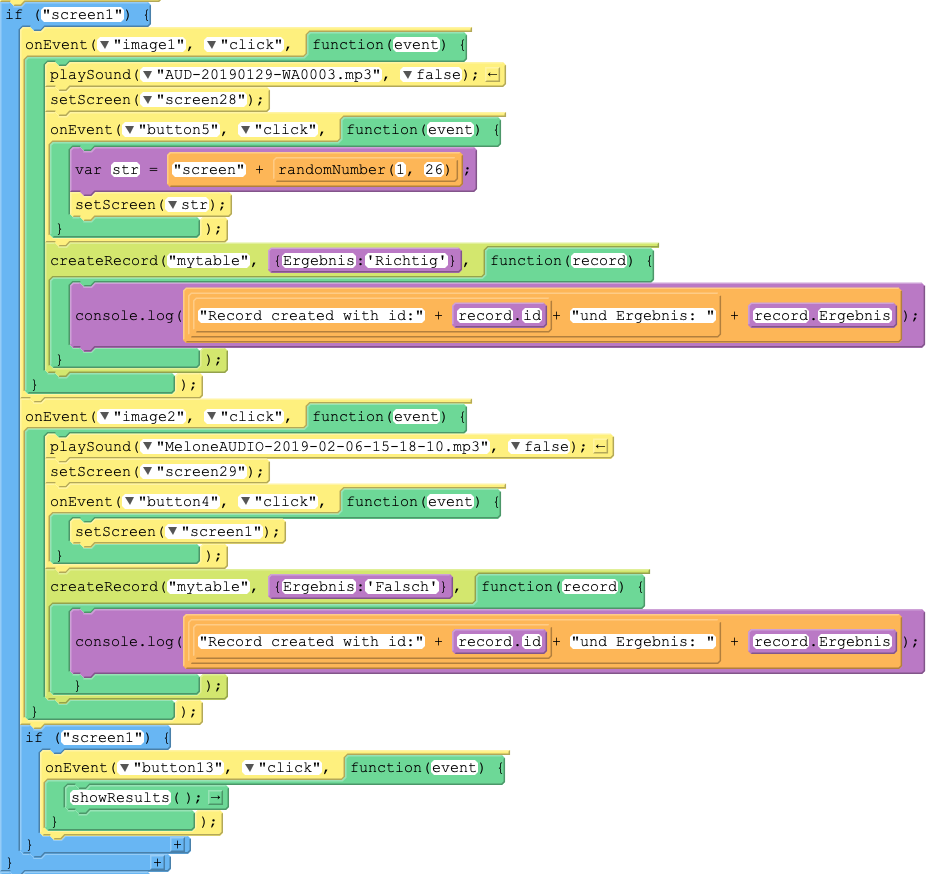 if ("screen1") {
onEvent(▼"image1", ▼"click", function(event) {
playSound(▼"AUD-20190129-WA0003.mp3", ▼false); ←
setScreen(▼"screen28");
onEvent(▼"button5", ▼"click", function(event) {
var str = "screen" + randomNumber(1, 26);
setScreen(▼str);
} );
createRecord("mytable", {Ergebnis:'Richtig'}, function(record) {
console.log("Record created with id:" + record.id + "und Ergebnis: " + record.Ergebnis);
} );
} );
onEvent(▼"image2", ▼"click", function(event) {
playSound(▼"MeloneAUDIO-2019-02-06-15-18-10.mp3", ▼false); ←
setScreen(▼"screen29");
onEvent(▼"button4", ▼"click", function(event) {
setScreen(▼"screen1");
} );
createRecord("mytable", {Ergebnis:'Falsch'}, function(record) {
console.log("Record created with id:" + record.id + "und Ergebnis: " + record.Ergebnis);
} );
} );
if ("screen1") {
onEvent(▼"button13", ▼"click", function(event) {
showResults(); →
} );
} +
} +